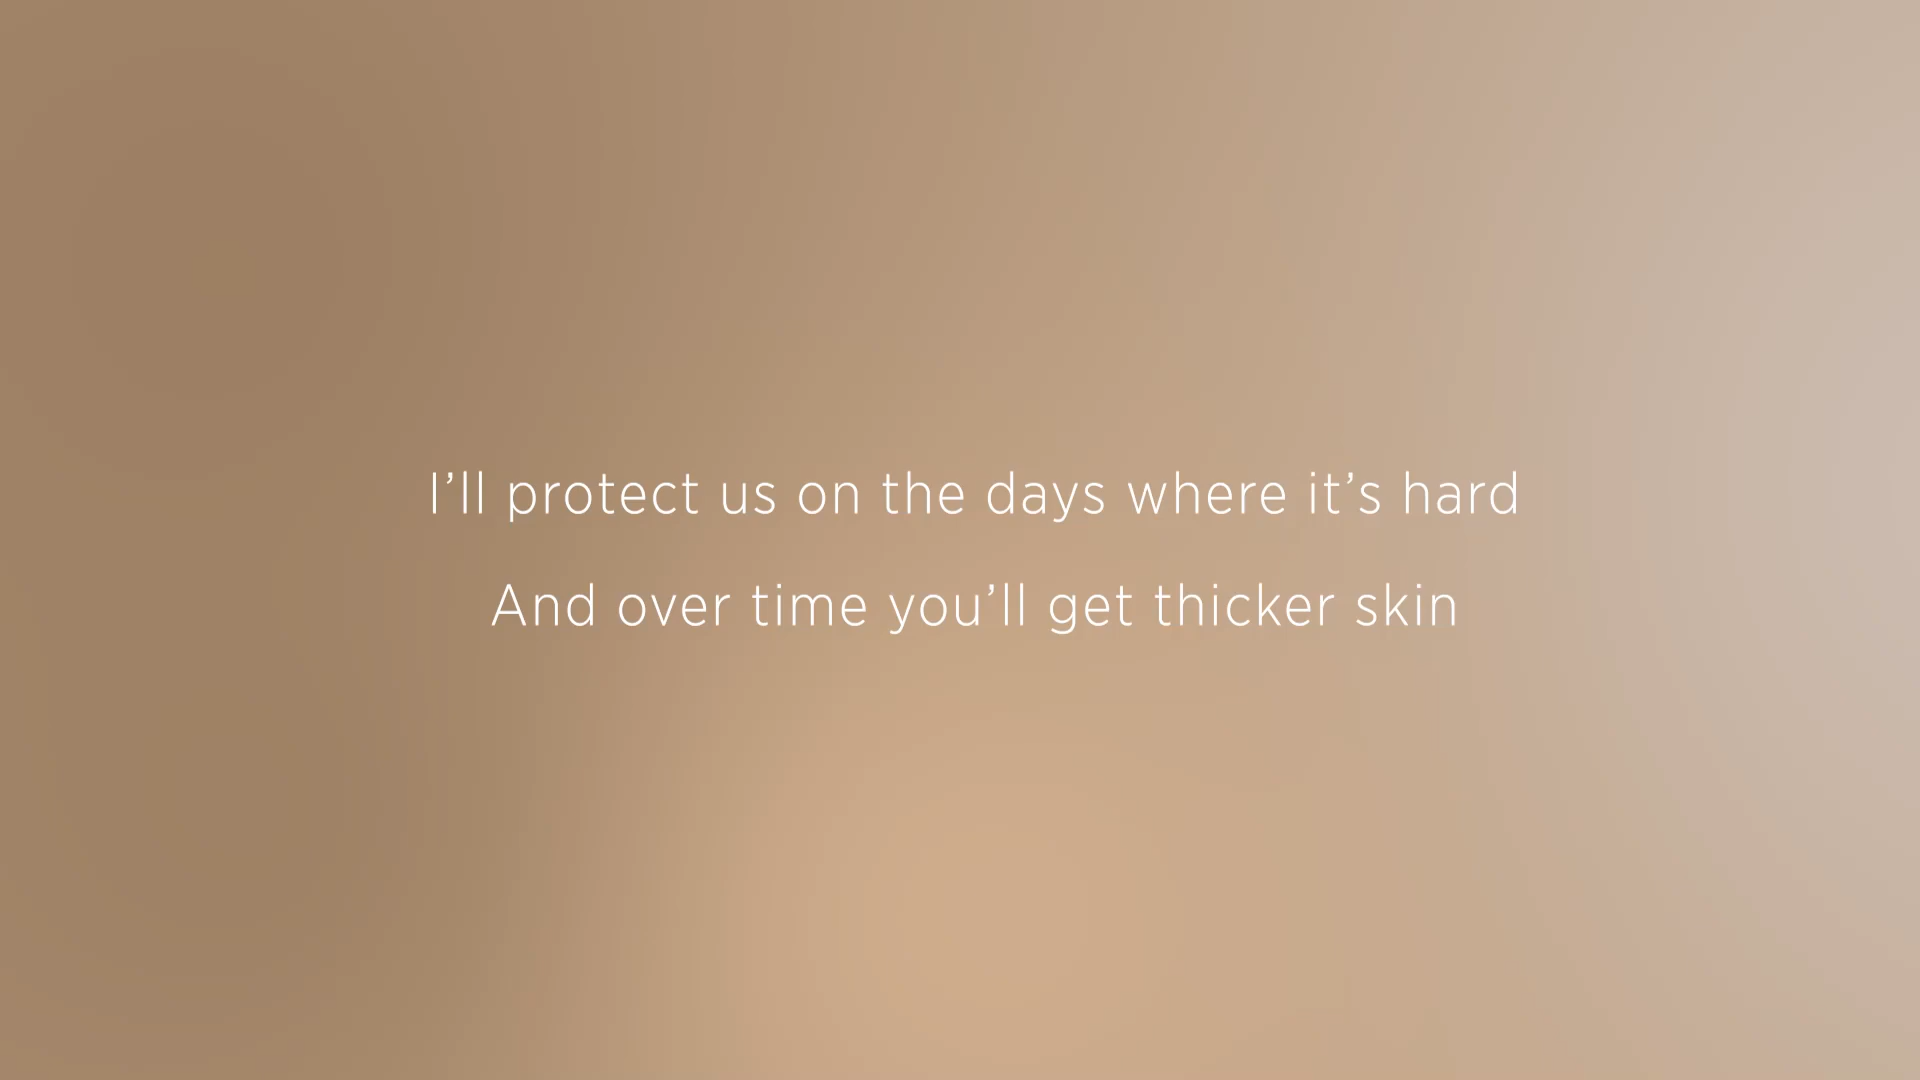 I’ll protect us on the days where it’s hard
And over time you’ll get thicker skin